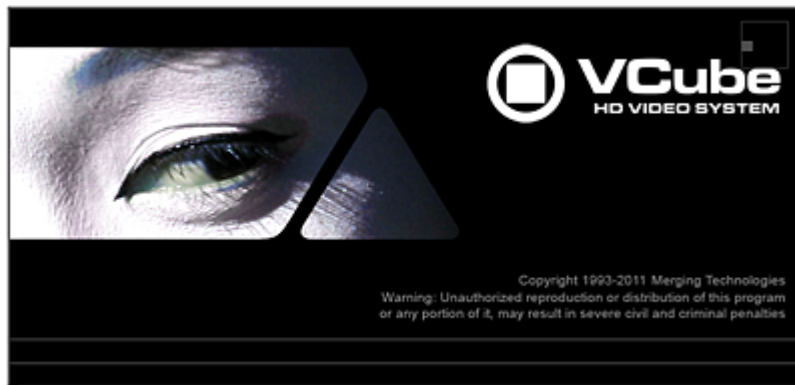 VCube
HD VIDEO SYSTEM
Copyright 1993-2011 Merging Technologies
Warning: Unauthorized reproduction or distribution of this program
or any portion of it, may result in severe civil and criminal penalties